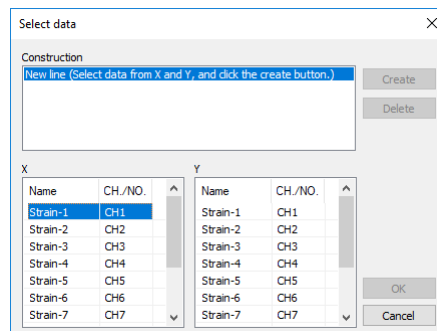 Select data
Construction
New line (Select data from X and Y, and click the create button.)
Create
Delete
X
Name CH./NO.
Strain-1 CH1
Strain-2 CH2
Strain-3 CH3
Strain-4 CH4
Strain-5 CH5
Strain-6 CH6
Strain-7 CH7
Y
Name CH./NO.
Strain-1 CH1
Strain-2 CH2
Strain-3 CH3
Strain-4 CH4
Strain-5 CH5
Strain-6 CH6
Strain-7 CH7
OK
Cancel